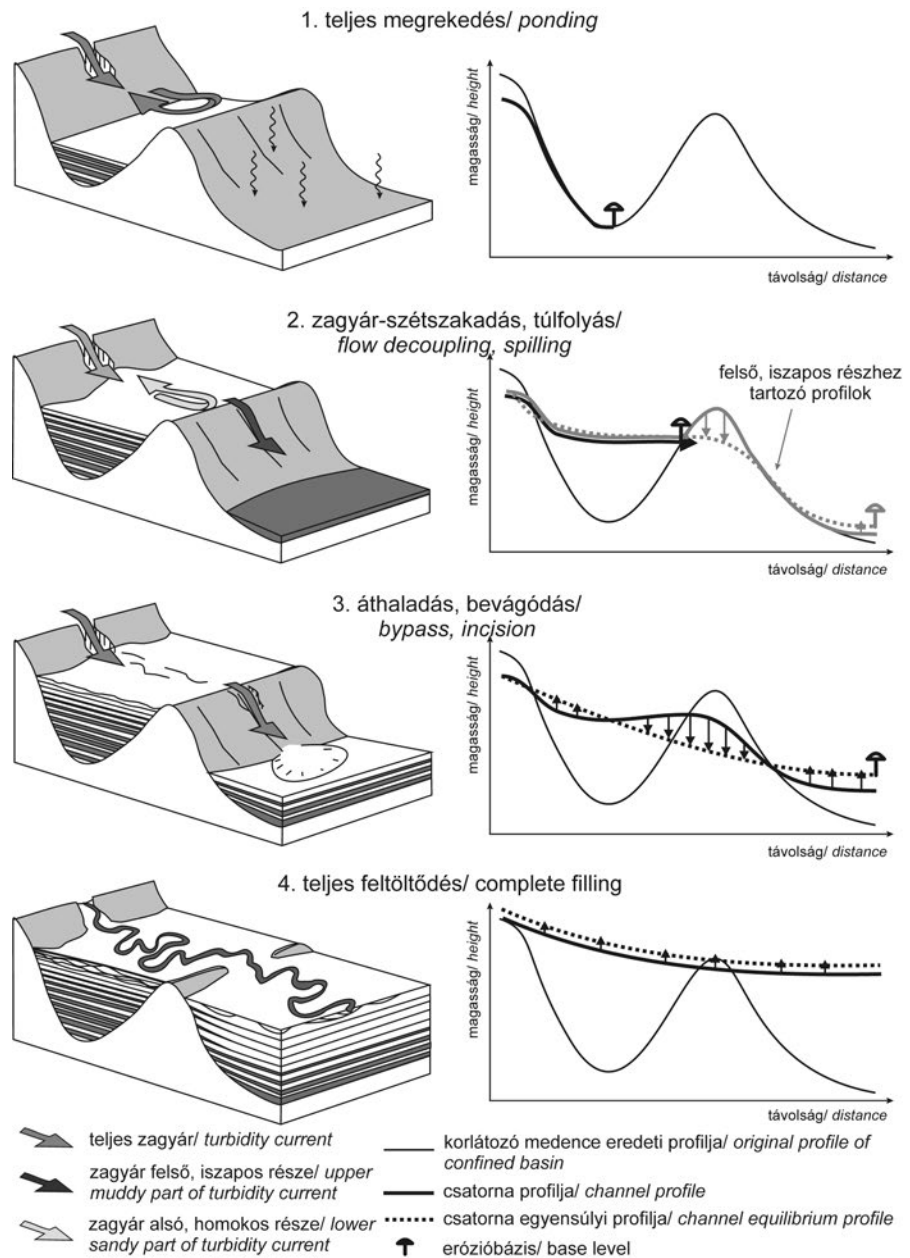 1. teljes megrekedés/ ponding
magasság/ height
távolság/ distance
2. zagyár-szétszakadás, túlfolyás/
flow decoupling, spilling
felső, iszapos részhez
tartozó profilok
magasság/ height
távolság/ distance
3. áthaladás, bevágódás/
bypass, incision
magasság/ height
távolság/ distance
4. teljes feltöltődés/ complete filling
magasság/ height
távolság/ distance
teljes zagyár/ turbidity current
zagyár felső, iszapos része/ upper
muddy part of turbidity current
zagyár alsó, homokos része/ lower
sandy part of turbidity current
korlátozó medence eredeti profilja/ original profile of
confined basin
csatorna profilja/ channel profile
csatorna egyensúlyi profilja/ channel equilibrium profile
erózióbázis/ base level